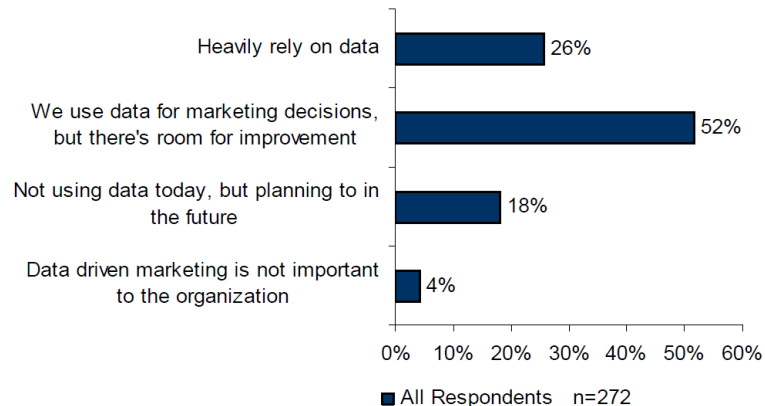 Heavily rely on data
26%
We use data for marketing decisions,
but there's room for improvement
52%
Not using data today, but planning to in
the future
18%
Data driven marketing is not important
to the organization
4%
0% 10% 20% 30% 40% 50% 60%
All Respondents n=272